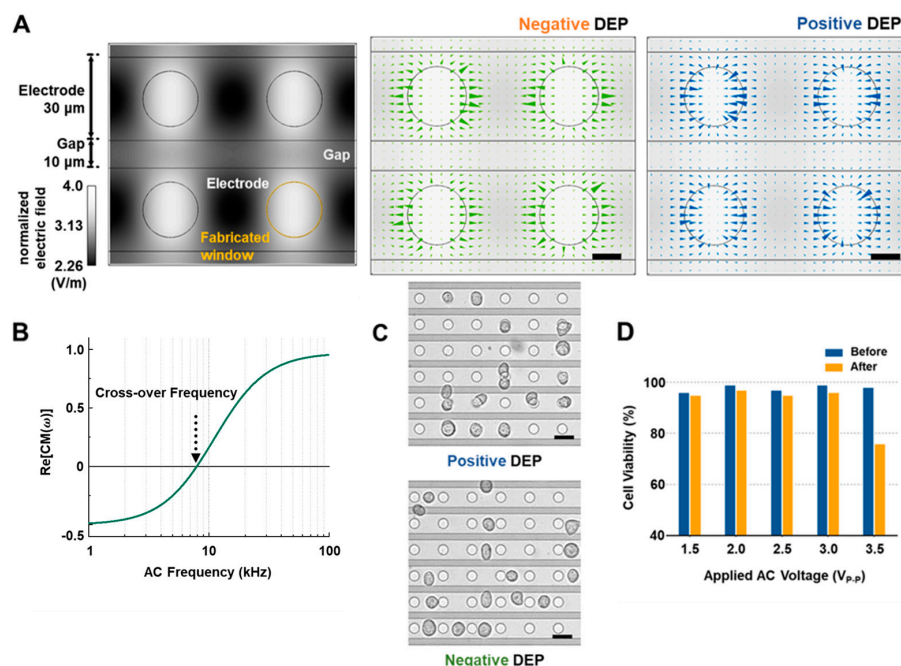 A
Negative DEP
Positive DEP
Electrode
30 µm
Gap
10 µm
Gap
Electrode
Fabricated
window
normalized
electric field
4.0
3.13
2.26
(V/m)
B
Re[CM(ω)]
1.0
0.5
0
-0.5
Cross-over Frequency
1
10
100
AC Frequency (kHz)
C
Positive DEP
Negative DEP
D
Before
After
Cell Viability (%)
100
80
60
40
1.5
2.0
2.5
3.0
3.5
Applied AC Voltage (VP-P)